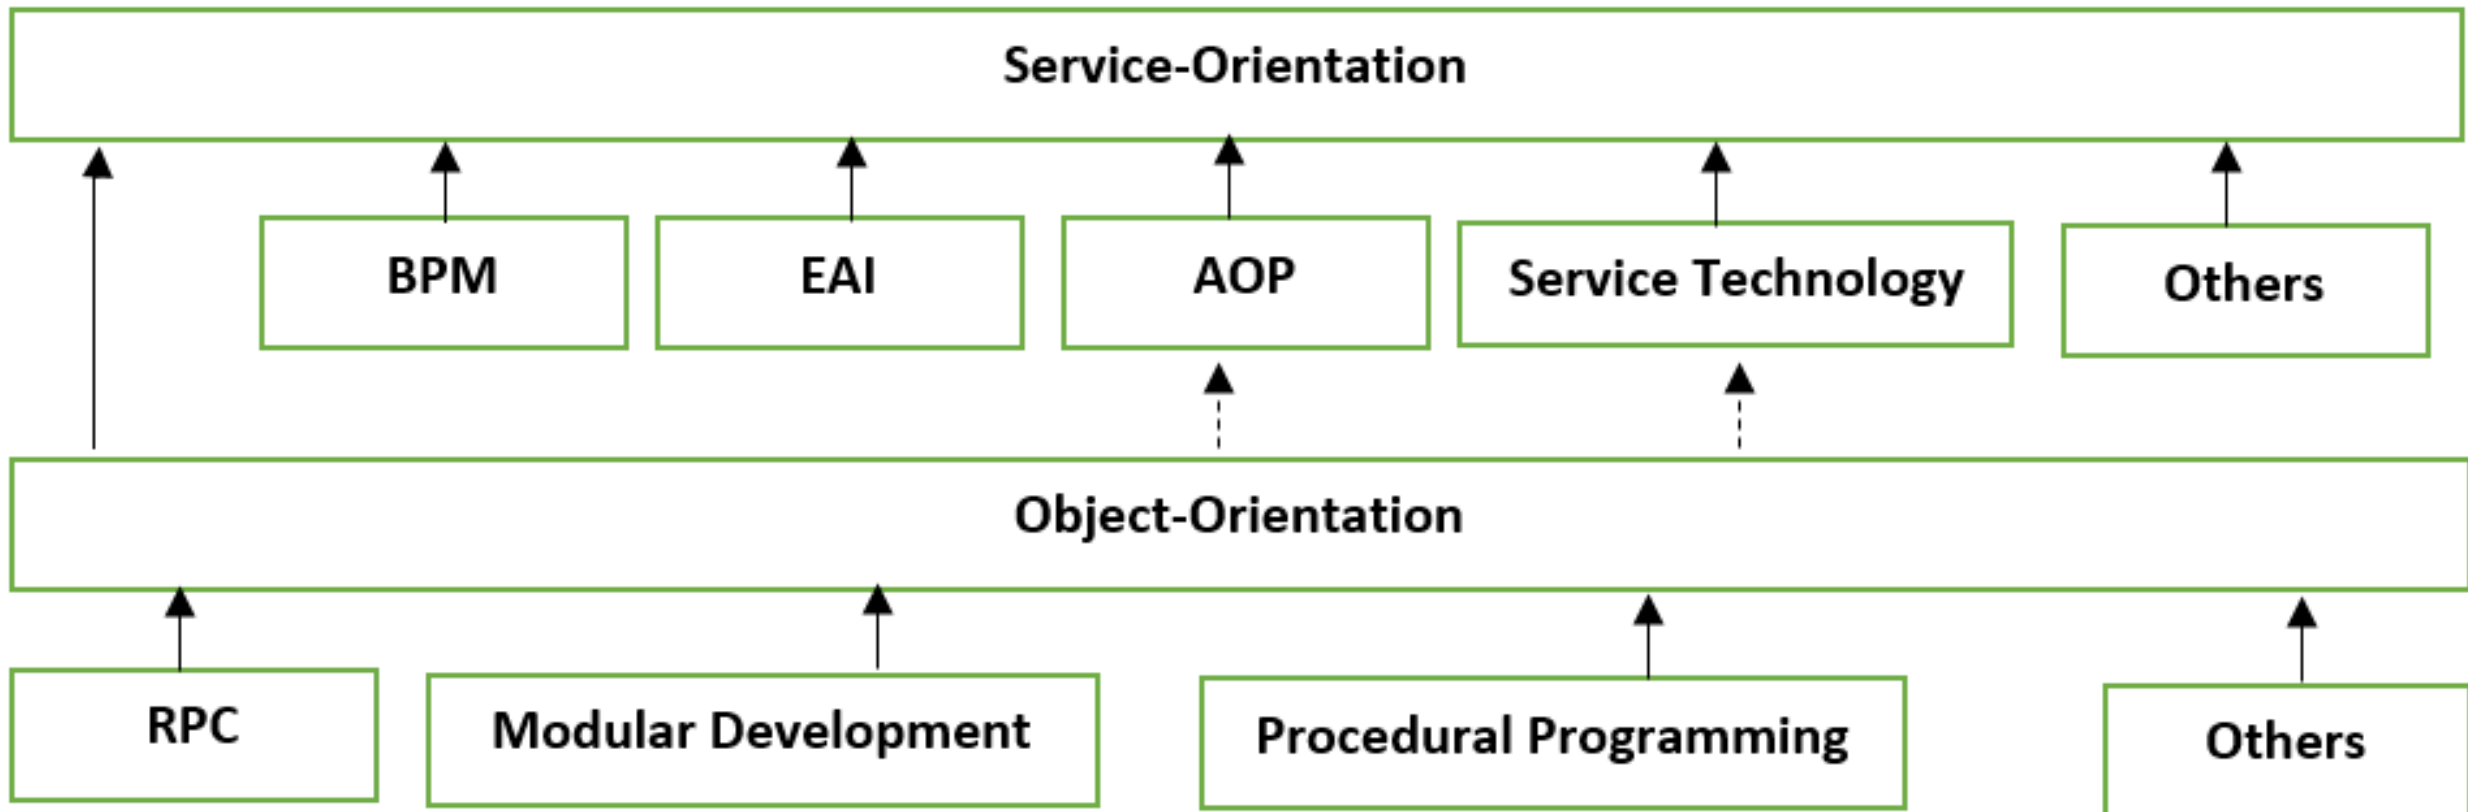 Service-Orientation
BPM
EAI
AOP
Service Technology
Others
Object-Orientation
RPC
Modular Development
Procedural Programming
Others